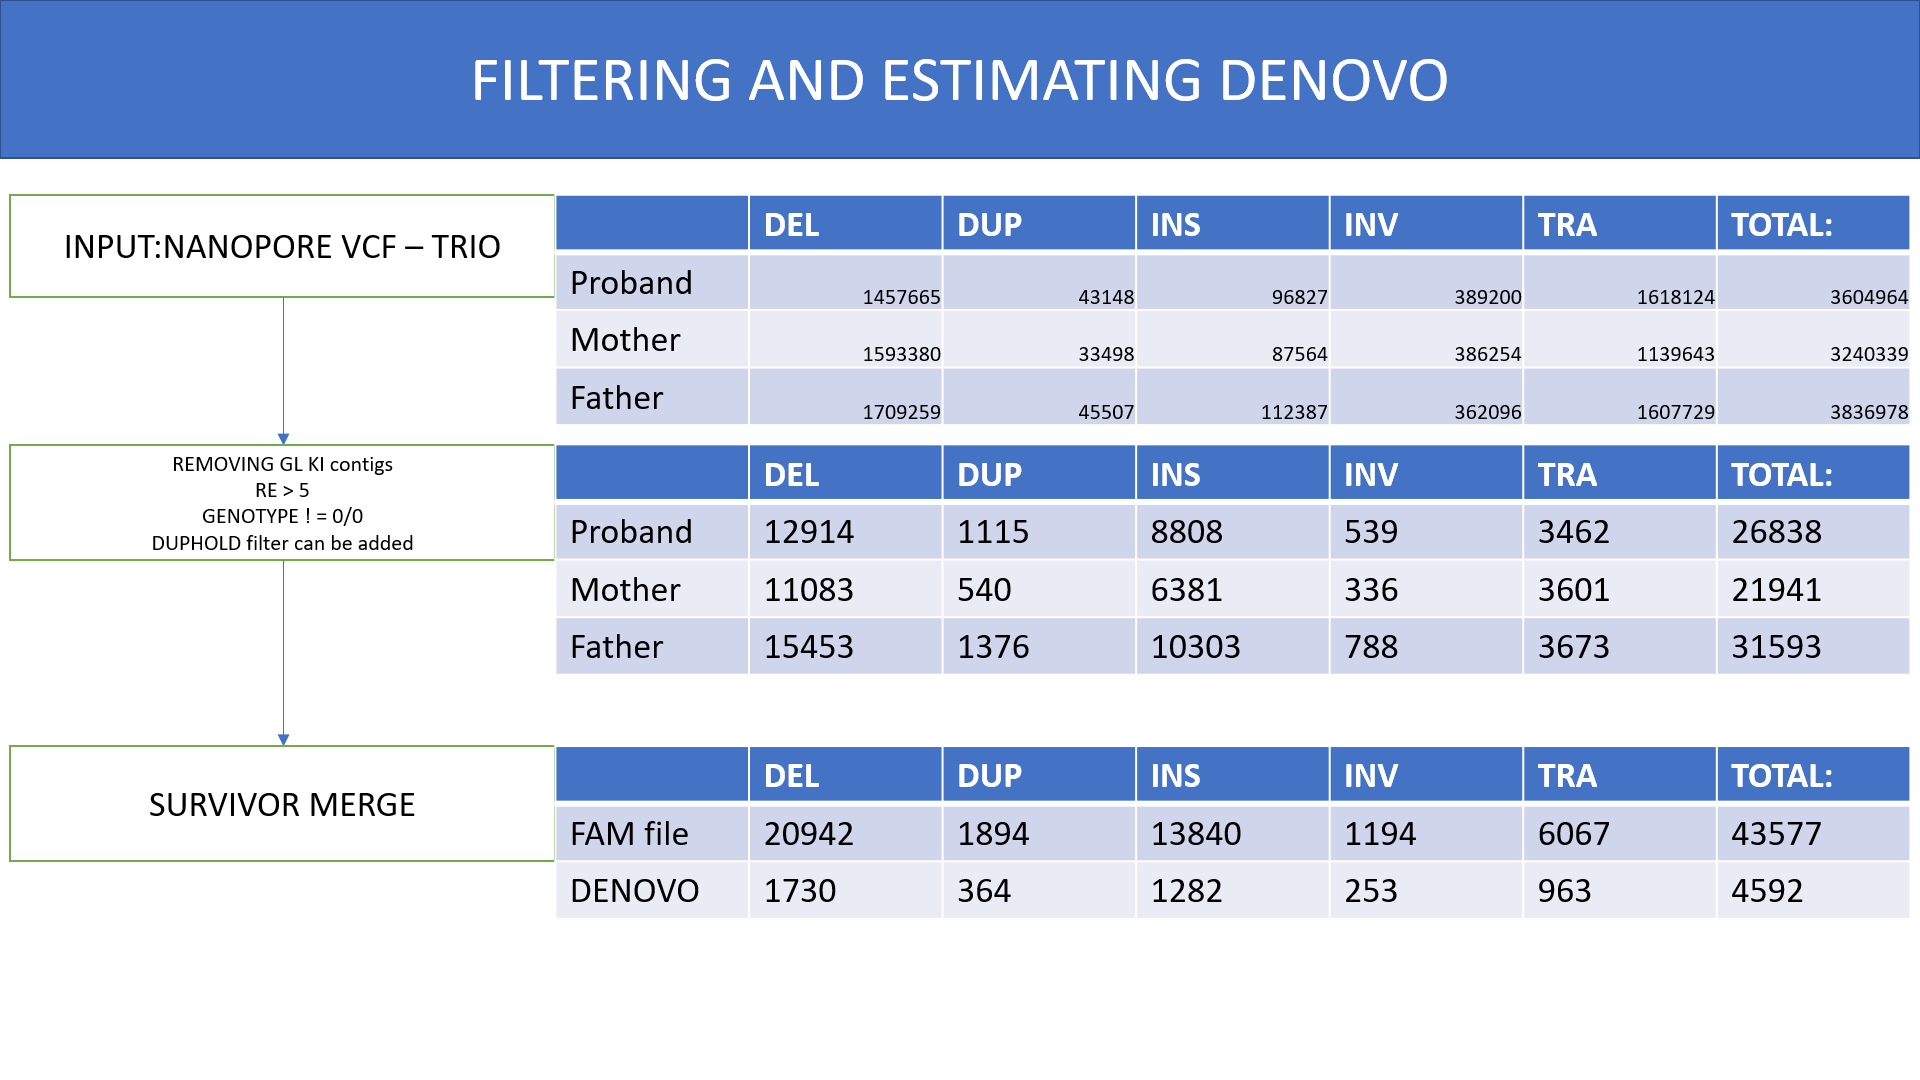 FILTERING AND ESTIMATING DENOVO
INPUT:NANOPORE VCF – TRIO
DEL DUP INS INV TRA TOTAL:
Proband 1457665 43148 96827 389200 1618124 3604964
Mother 1593380 33498 87564 386254 1139643 3240339
Father 1709259 45507 112387 362096 1607729 3836978
REMOVING GL KI contigs
RE > 5
GENOTYPE ! = 0/0
DUPHOLD filter can be added
DEL DUP INS INV TRA TOTAL:
Proband 12914 1115 8808 539 3462 26838
Mother 11083 540 6381 336 3601 21941
Father 15453 1376 10303 788 3673 31593
SURVIVOR MERGE
DEL DUP INS INV TRA TOTAL:
FAM file 20942 1894 13840 1194 6067 43577
DENOVO 1730 364 1282 253 963 4592